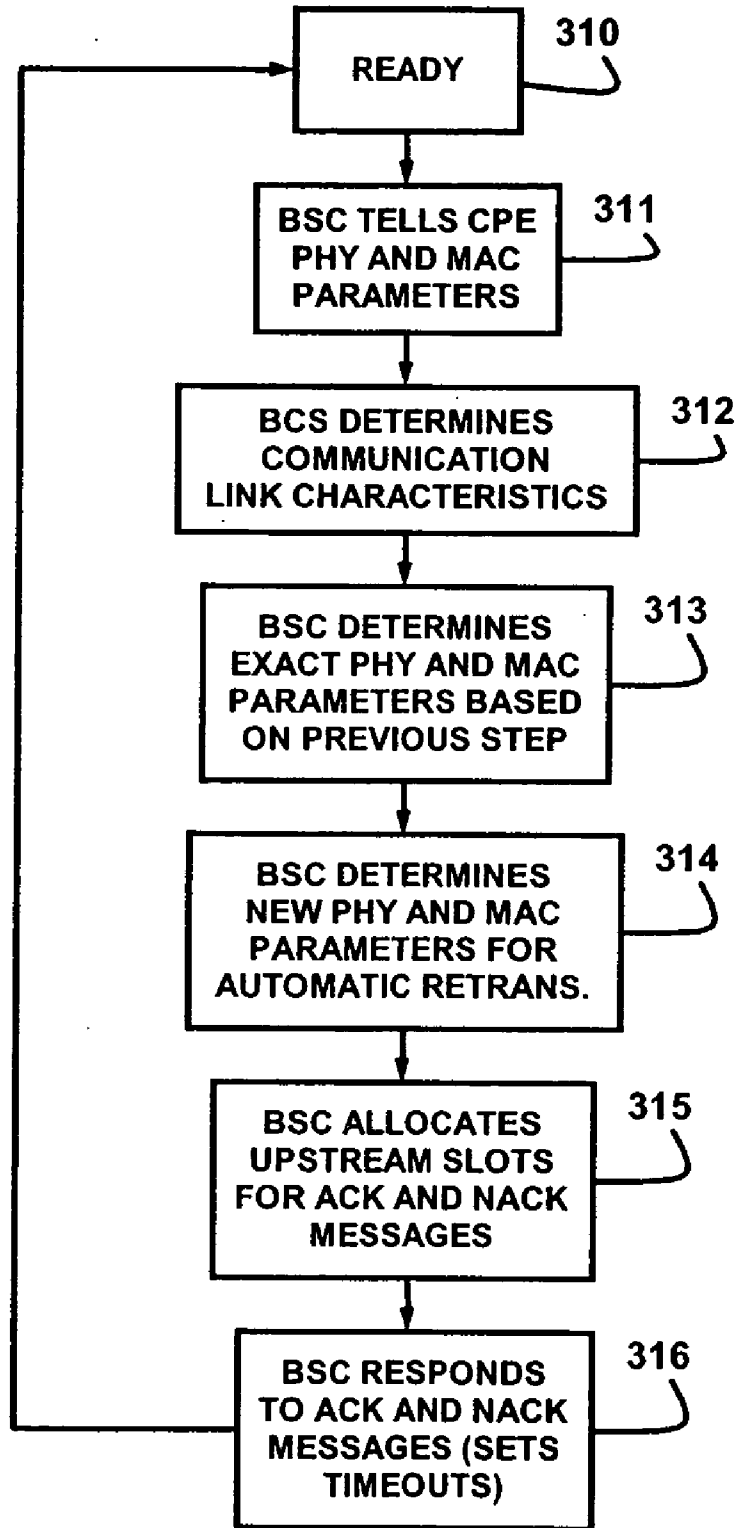 READY
310
BSC TELLS CPE
PHY AND MAC
PARAMETERS
311
BCS DETERMINES
COMMUNICATION
LINK CHARACTERISTICS
312
BSC DETERMINES
EXACT PHY AND MAC
PARAMETERS BASED
ON PREVIOUS STEP
313
BSC DETERMINES
NEW PHY AND MAC
PARAMETERS FOR
AUTOMATIC RETRANS.
314
BSC ALLOCATES
UPSTREAM SLOTS
FOR ACK AND NACK
MESSAGES
315
BSC RESPONDS
TO ACK AND NACK
MESSAGES (SETS
TIMEOUTS)
316